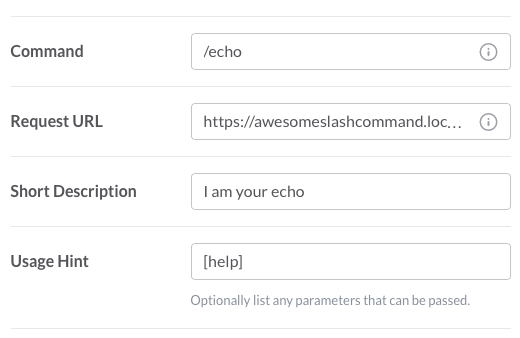 Command /echo
Request URL https://awesomeslashcommand.loc...
Short Description I am your echo
Usage Hint [help]
Optionally list any parameters that can be passed.